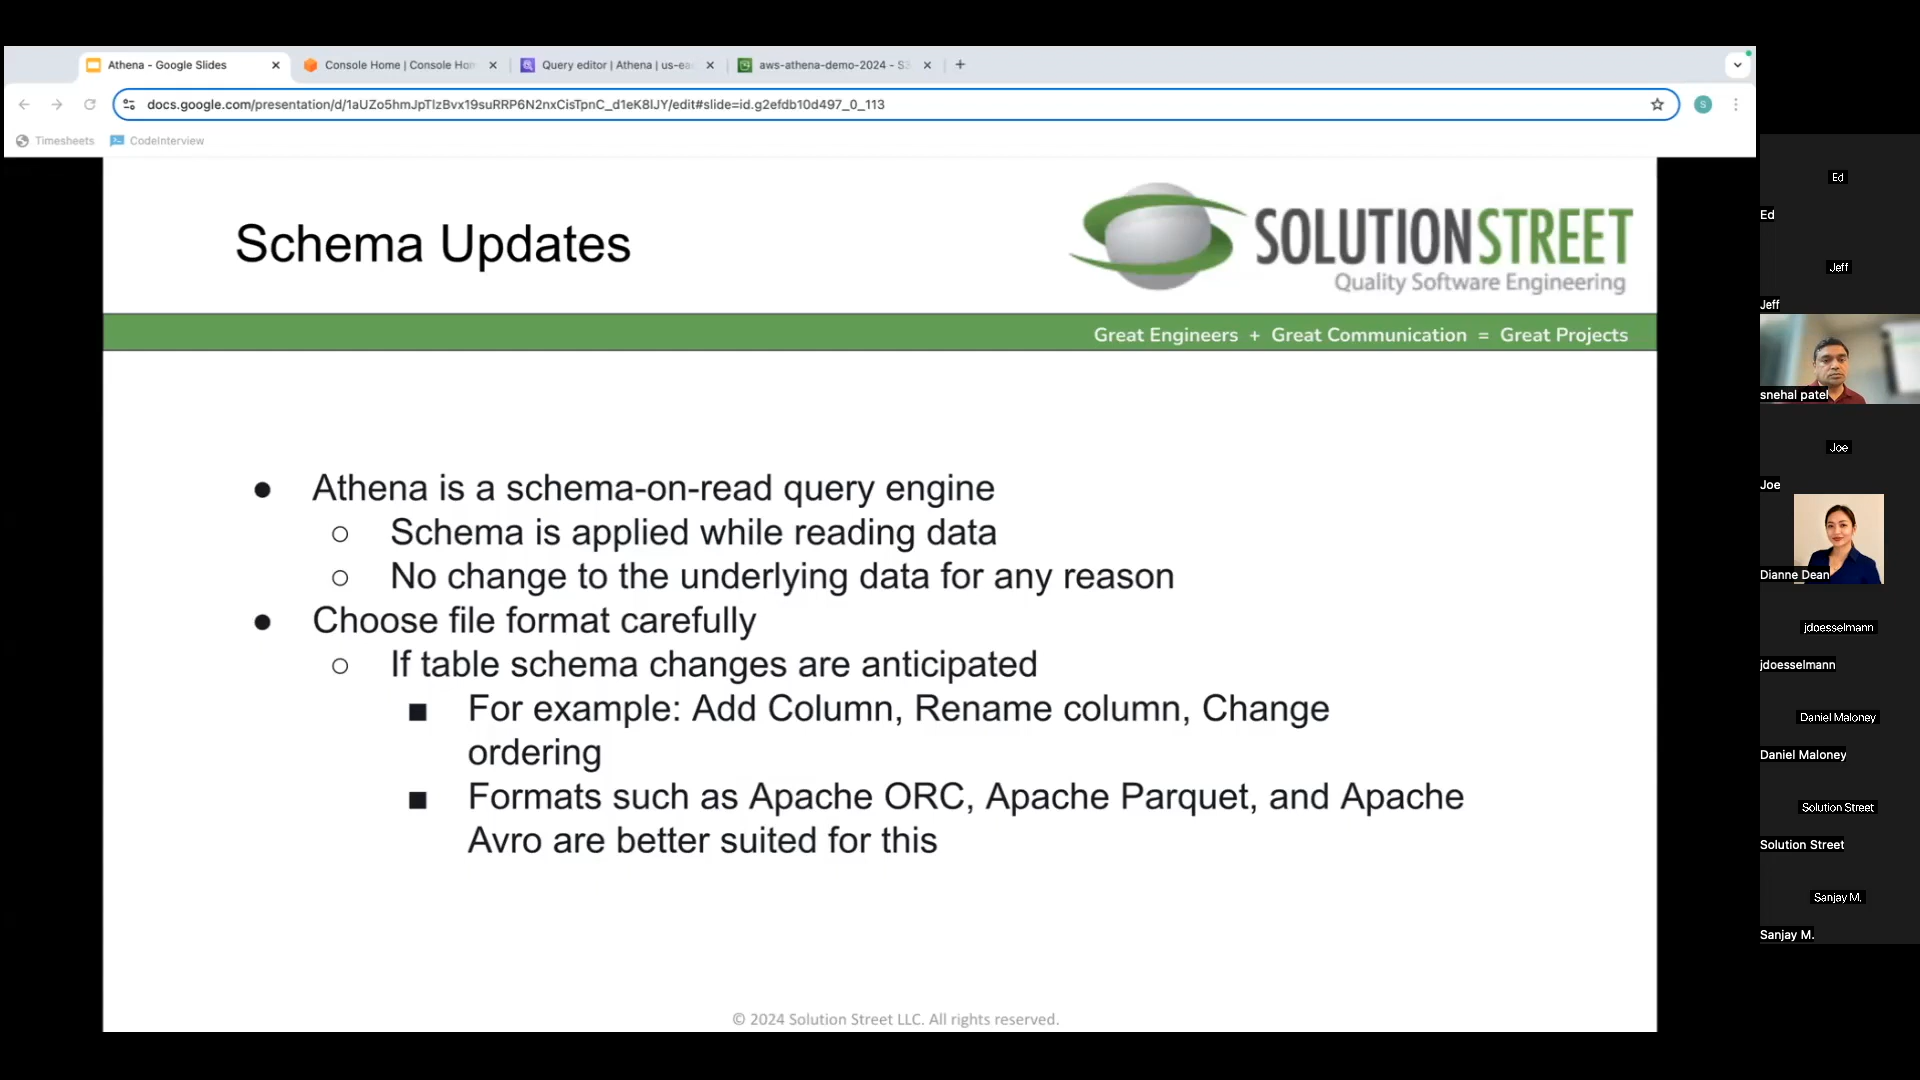 Athena - Google Slides
Console Home | Console Hom
Query editor | Athena | us-ea
aws-athena-demo-2024 - S3
docs.google.com/presentation/d/1aUZo5hmJpTIzBvx19suRRP6N2nxCisTpnC_d1eK8lJY/edit#slide=id.g2efdb10d497_0_113
S
Timesheets
CodeInterview
Schema Updates
SOLUTIONSTREET
Quality Software Engineering
Great Engineers + Great Communication = Great Projects
● Athena is a schema-on-read query engine
○ Schema is applied while reading data
○ No change to the underlying data for any reason
● Choose file format carefully
○ If table schema changes are anticipated
■ For example: Add Column, Rename column, Change
ordering
■ Formats such as Apache ORC, Apache Parquet, and Apache
Avro are better suited for this
© 2024 Solution Street LLC. All rights reserved.
Ed
Ed
Jeff
Jeff
snehal patel
Joe
Joe
Dianne Dean
jdoesselmann
jdoesselmann
Daniel Maloney
Daniel Maloney
Solution Street
Solution Street
Sanjay M.
Sanjay M.